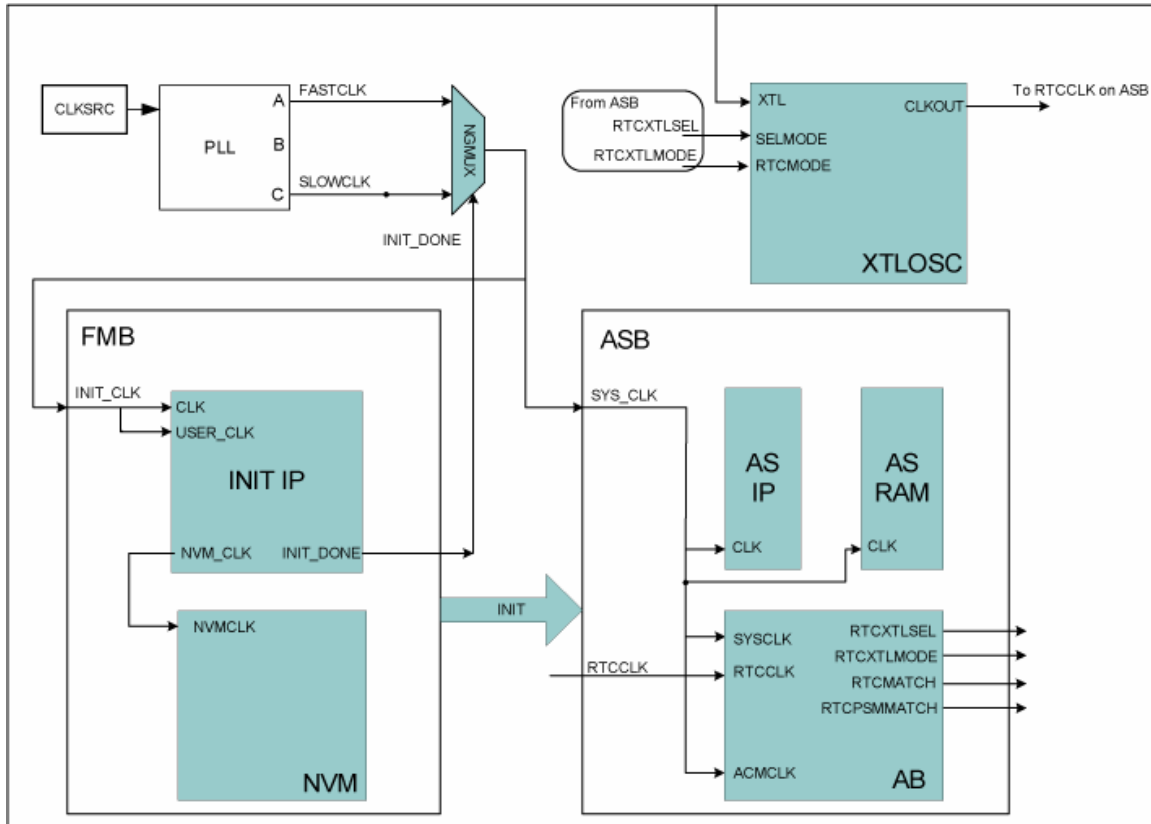 CLKSRC
PLL
A
FASTCLK
B
C
SLOWCLK
NGMUX
INIT_DONE
From ASB
RTCXTLSEL
RTCXTLMODE
XTL
SELMODE
RTCMODE
CLKOUT
XTLOSC
To RTCCLK on ASB
FMB
INIT_CLK
CLK
USER_CLK
INIT IP
NVM_CLK
INIT_DONE
NVMCLK
NVM
INIT
ASB
SYS_CLK
AS
IP
CLK
AS
RAM
CLK
RTCCLK
SYSCLK
RTCCLK
ACMCLK
RTCXTLSEL
RTCXTLMODE
RTCMATCH
RTCPSMMATCH
AB